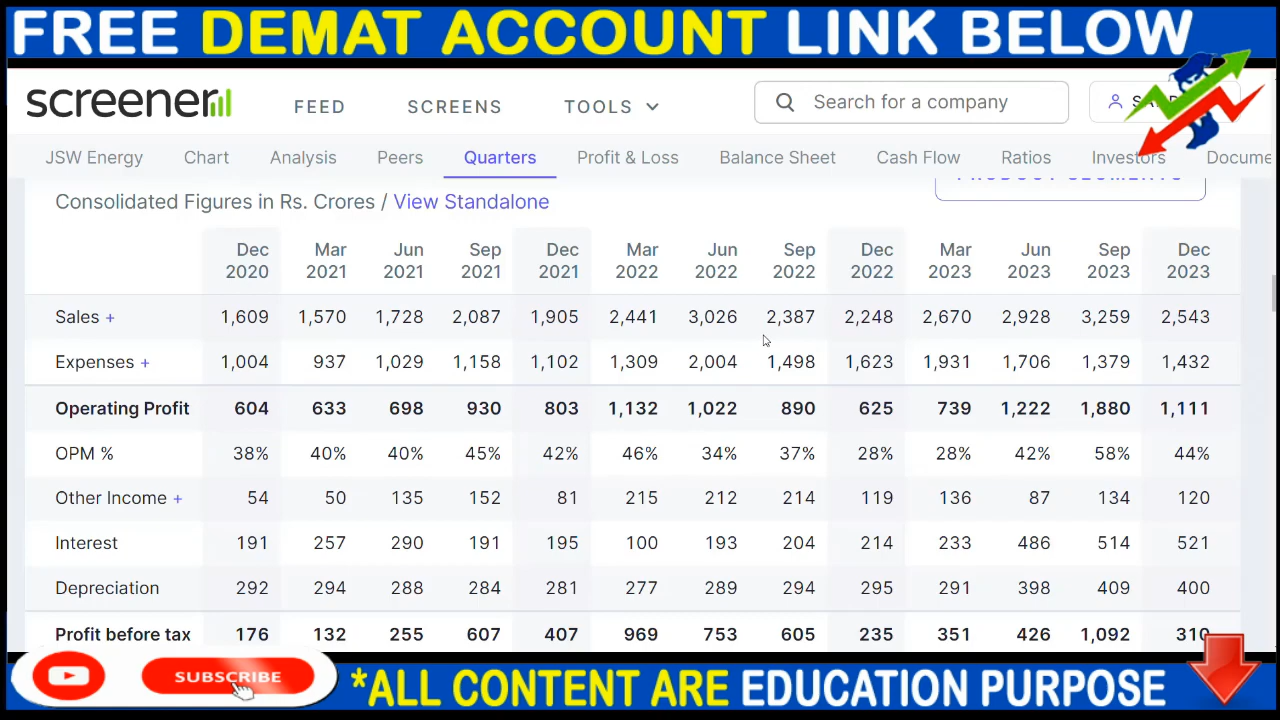 FREE DEMAT ACCOUNT LINK BELOW
screener
FEED SCREENS TOOLS Search for a company
JSW Energy Chart Analysis Peers Quarters Profit & Loss Balance Sheet Cash Flow Ratios Investors Docume
PRODUCT SEGMENTS
Consolidated Figures in Rs. Crores / View Standalone
Dec 2020 Mar 2021 Jun 2021 Sep 2021 Dec 2021 Mar 2022 Jun 2022 Sep 2022 Dec 2022 Mar 2023 Jun 2023 Sep 2023 Dec 2023
Sales + 1,609 1,570 1,728 2,087 1,905 2,441 3,026 2,387 2,248 2,670 2,928 3,259 2,543
Expenses + 1,004 937 1,029 1,158 1,102 1,309 2,004 1,498 1,623 1,931 1,706 1,379 1,432
Operating Profit 604 633 698 930 803 1,132 1,022 890 625 739 1,222 1,880 1,111
OPM % 38% 40% 40% 45% 42% 46% 34% 37% 28% 28% 42% 58% 44%
Other Income + 54 50 135 152 81 215 212 214 119 136 87 134 120
Interest 191 257 290 191 195 100 193 204 214 233 486 514 521
Depreciation 292 294 288 284 281 277 289 294 295 291 398 409 400
Profit before tax 176 132 255 607 407 969 753 605 235 351 426 1,092 310
SUBSCRIBE
*ALL CONTENT ARE EDUCATION PURPOSE